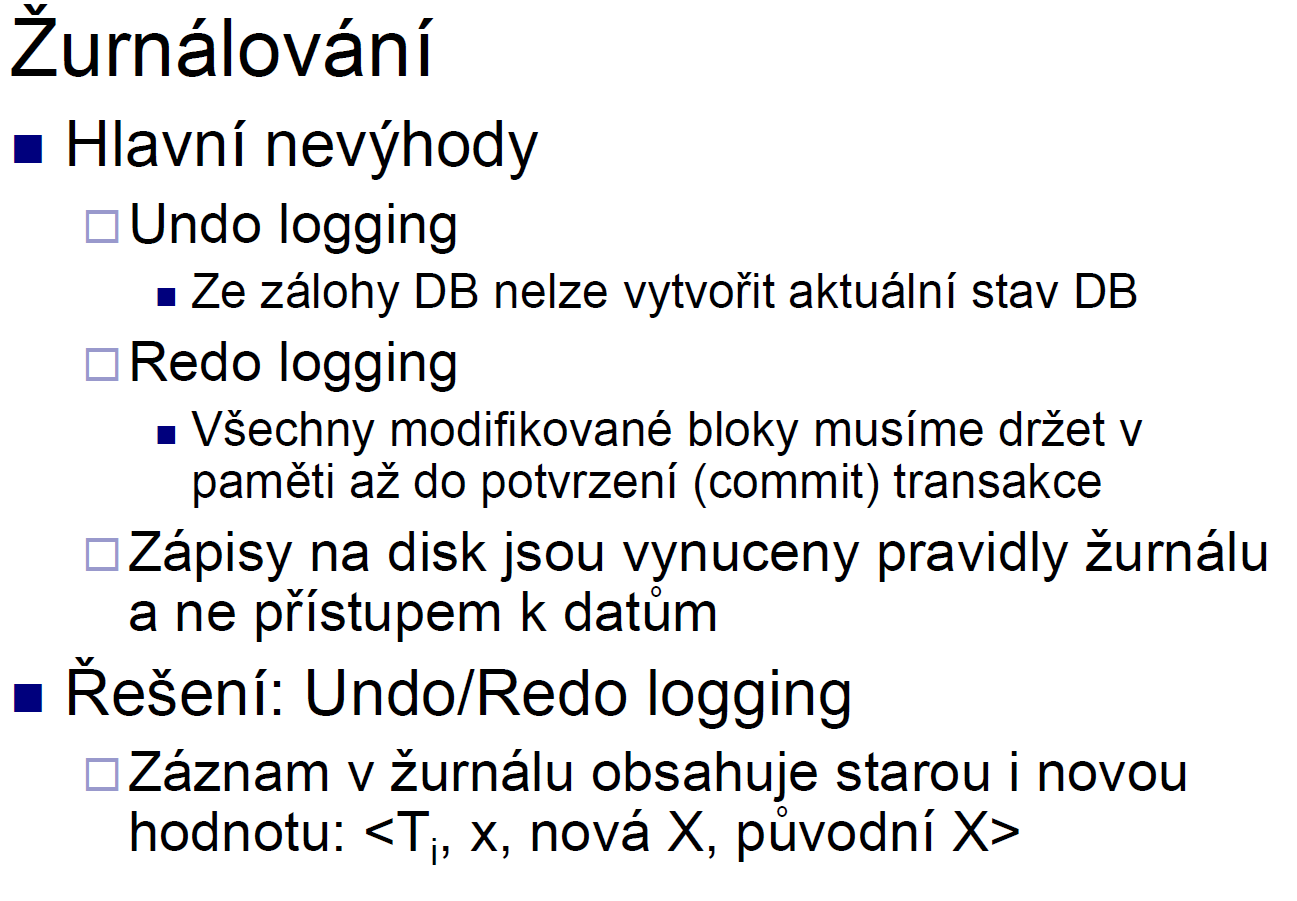 Žurnálování
Hlavní nevýhody
Undo logging
Ze zálohy DB nelze vytvořit aktuální stav DB
Redo logging
Všechny modifikované bloky musíme držet v
paměti až do potvrzení (commit) transakce
Zápisy na disk jsou vynuceny pravidly žurnálu
a ne přístupem k datům
Řešení: Undo/Redo logging
Záznam v žurnálu obsahuje starou i novou
hodnotu: <Ti, x, nová X, původní X>